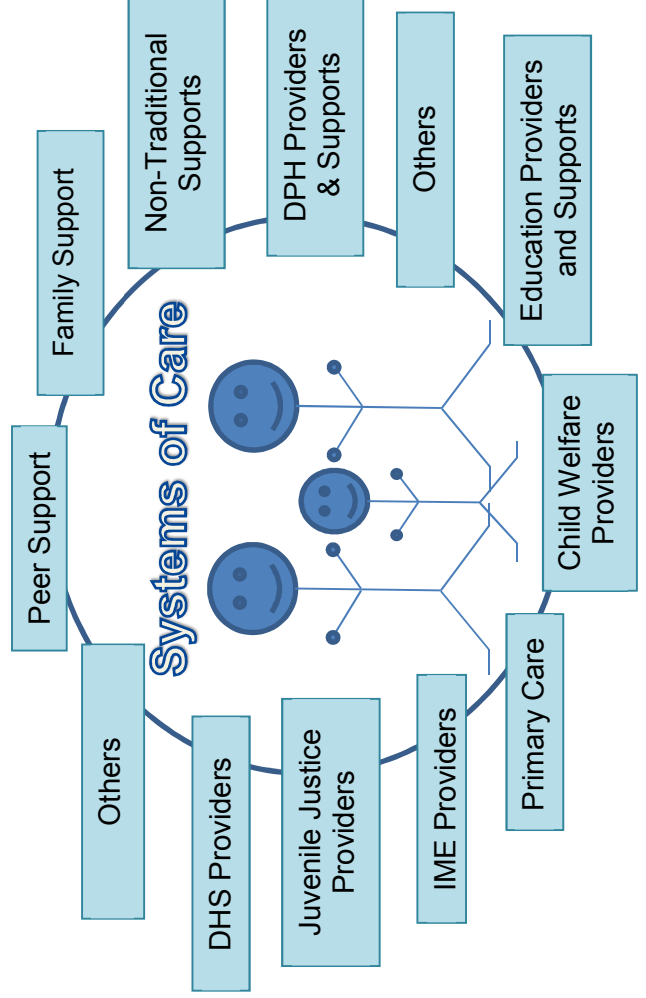 Peer Support
Family Support
Non-Traditional
Supports
DPH Providers
& Supports
Others
Education Providers
and Supports
Child Welfare
Providers
Primary Care
IME Providers
Juvenile Justice
Providers
DHS Providers
Others
Systems of Care